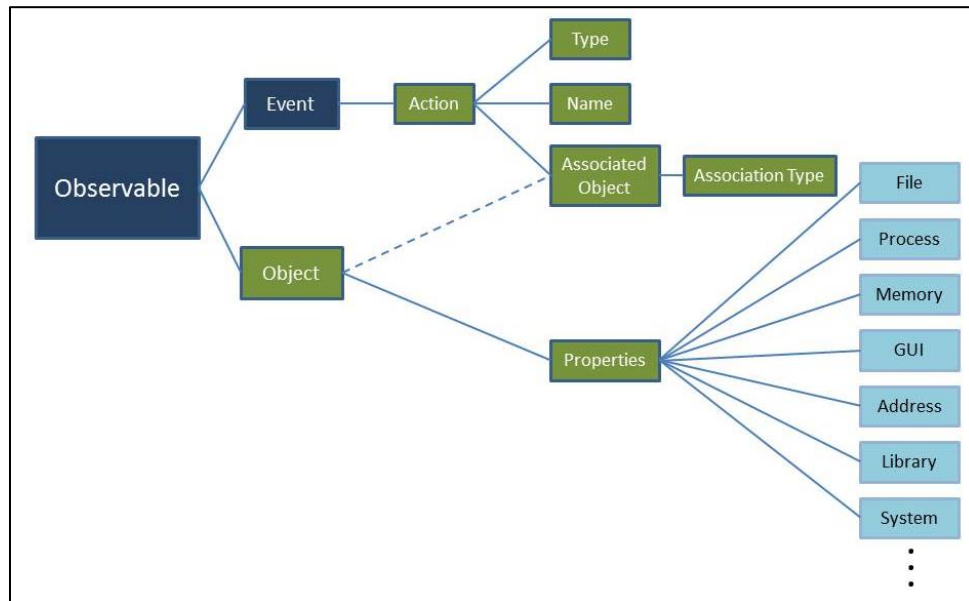 Type
Event
Action
Name
Observable
Associated
Object
Association Type
File
Process
Object
Memory
Properties
GUI
Address
Library
System